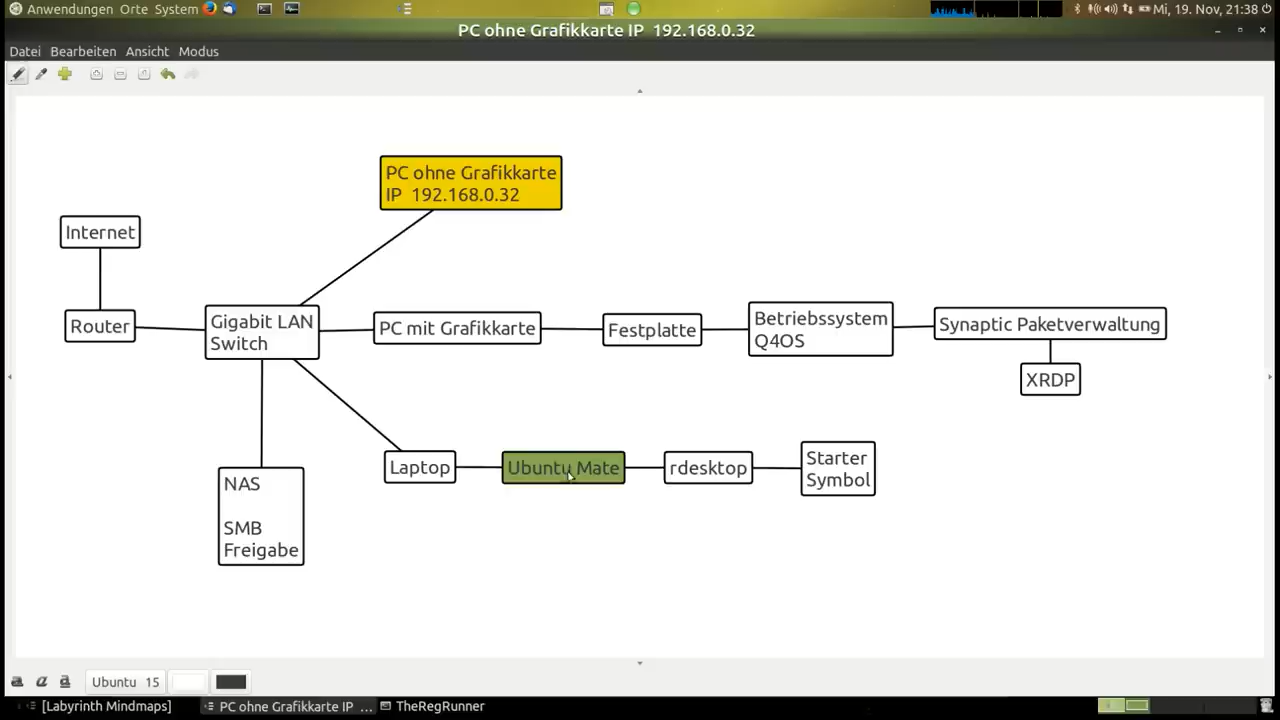 Anwendungen Orte System
Mi, 19. Nov, 21:38
PC ohne Grafikkarte IP 192.168.0.32
Datei Bearbeiten Ansicht Modus
PC ohne Grafikkarte
IP 192.168.0.32
Internet
Router
Gigabit LAN
Switch
PC mit Grafikkarte
Festplatte
Betriebssystem
Q4OS
Synaptic Paketverwaltung
XRDP
Laptop
Ubuntu Mate
rdesktop
Starter
Symbol
NAS
SMB
Freigabe
a a a Ubuntu 15
[Labyrinth Mindmaps] PC ohne Grafikkarte IP ... TheRegRunner